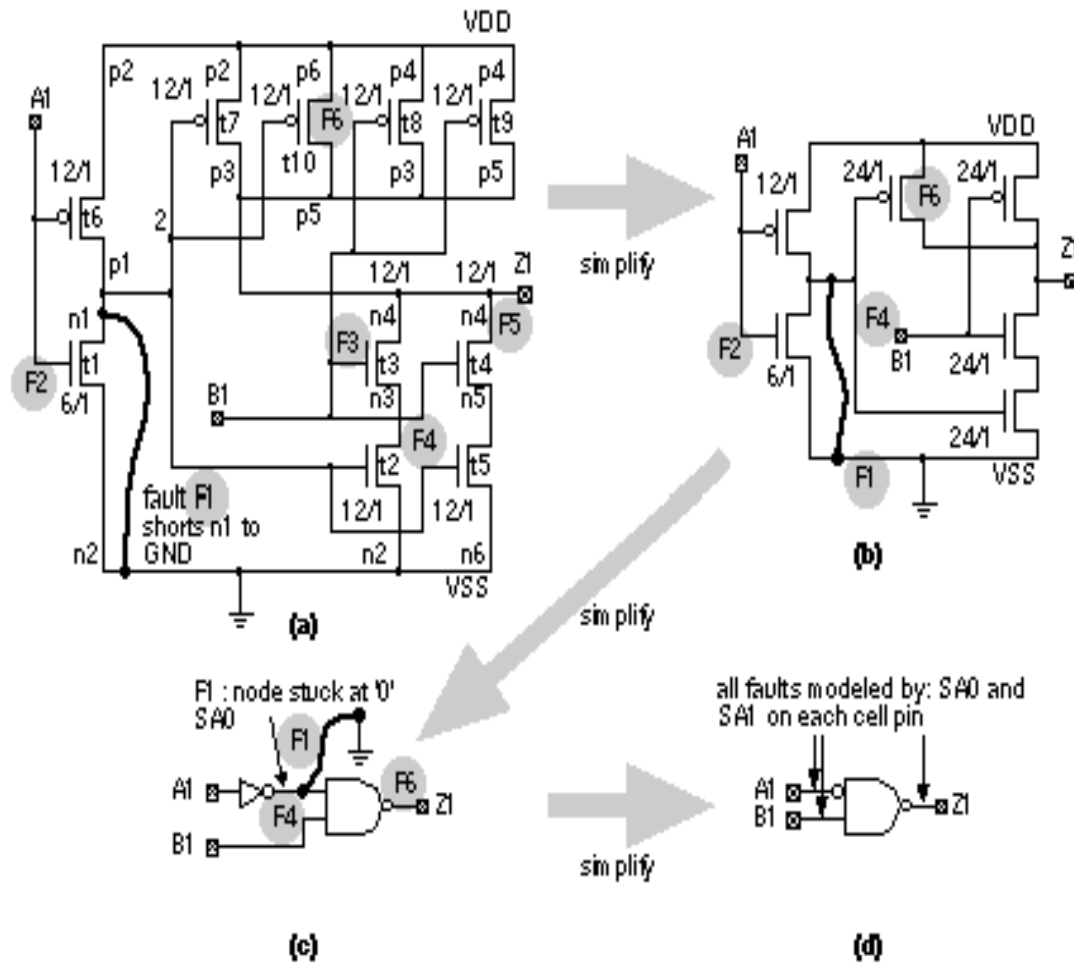 VDD
p2 p2 p6 p4 p4
A1 12/1 12/1 12/1 12/1
t7 F6 t8 t9
t10
12/1 p3 p3 p5
t6 2 p5
p1 12/1 12/1 Z1
n1 n4 n4 F5
F2 t1 F3 t3 t4
6/1 B1 n3 n5
F4
t2 t5
fault F1 12/1 12/1
shorts n1 to
GND
n2 n2 n6
VSS
(a)
simplify
A1 VDD
12/1 24/1 24/1
F6
Z1
F2 F4
B1
6/1 24/1
24/1
F1 VSS
(b)
simplify
F1 : node stuck at '0'
SA0
F1
A1 F6
F4 Z1
B1
(c)
simplify
all faults modeled by: SA0 and
SA1 on each cell pin
A1
B1 Z1
(d)